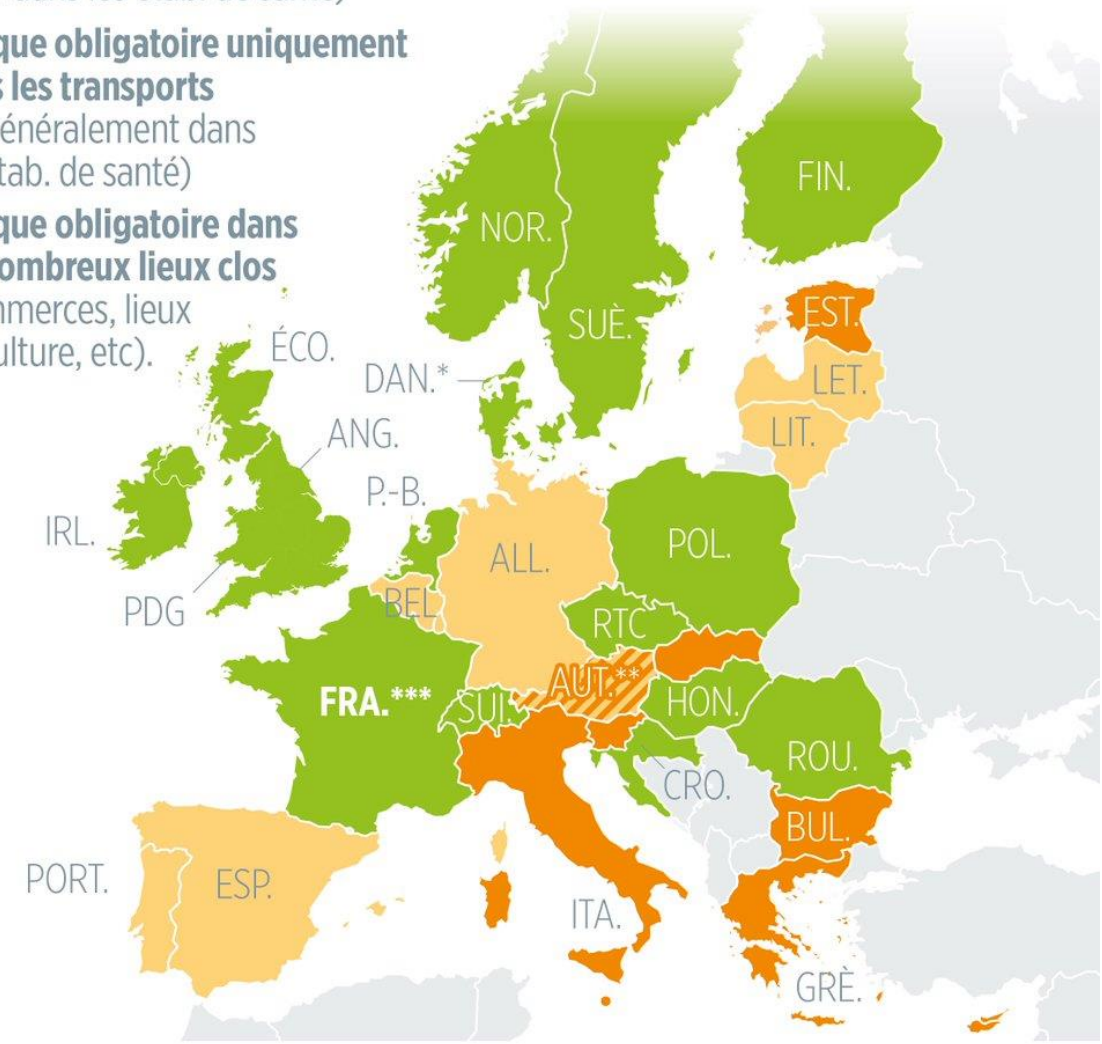 que obligatoire uniquement
les transports
énéralement dans
tab. de santé)
que obligatoire dans
ombreux lieux clos
merces, lieux
ulture, etc).
FIN.
NOR.
SUÈ.
EST.
ÉCO.
DAN.*
LET.
ANG.
LIT.
P.-B.
IRL.
ALL.
POL.
PDG
BEL
RTC
AUT.**
FRA.***
SUI.
HON.
ROU.
CRO.
BUL.
PORT.
ESP.
ITA.
GRÈ.